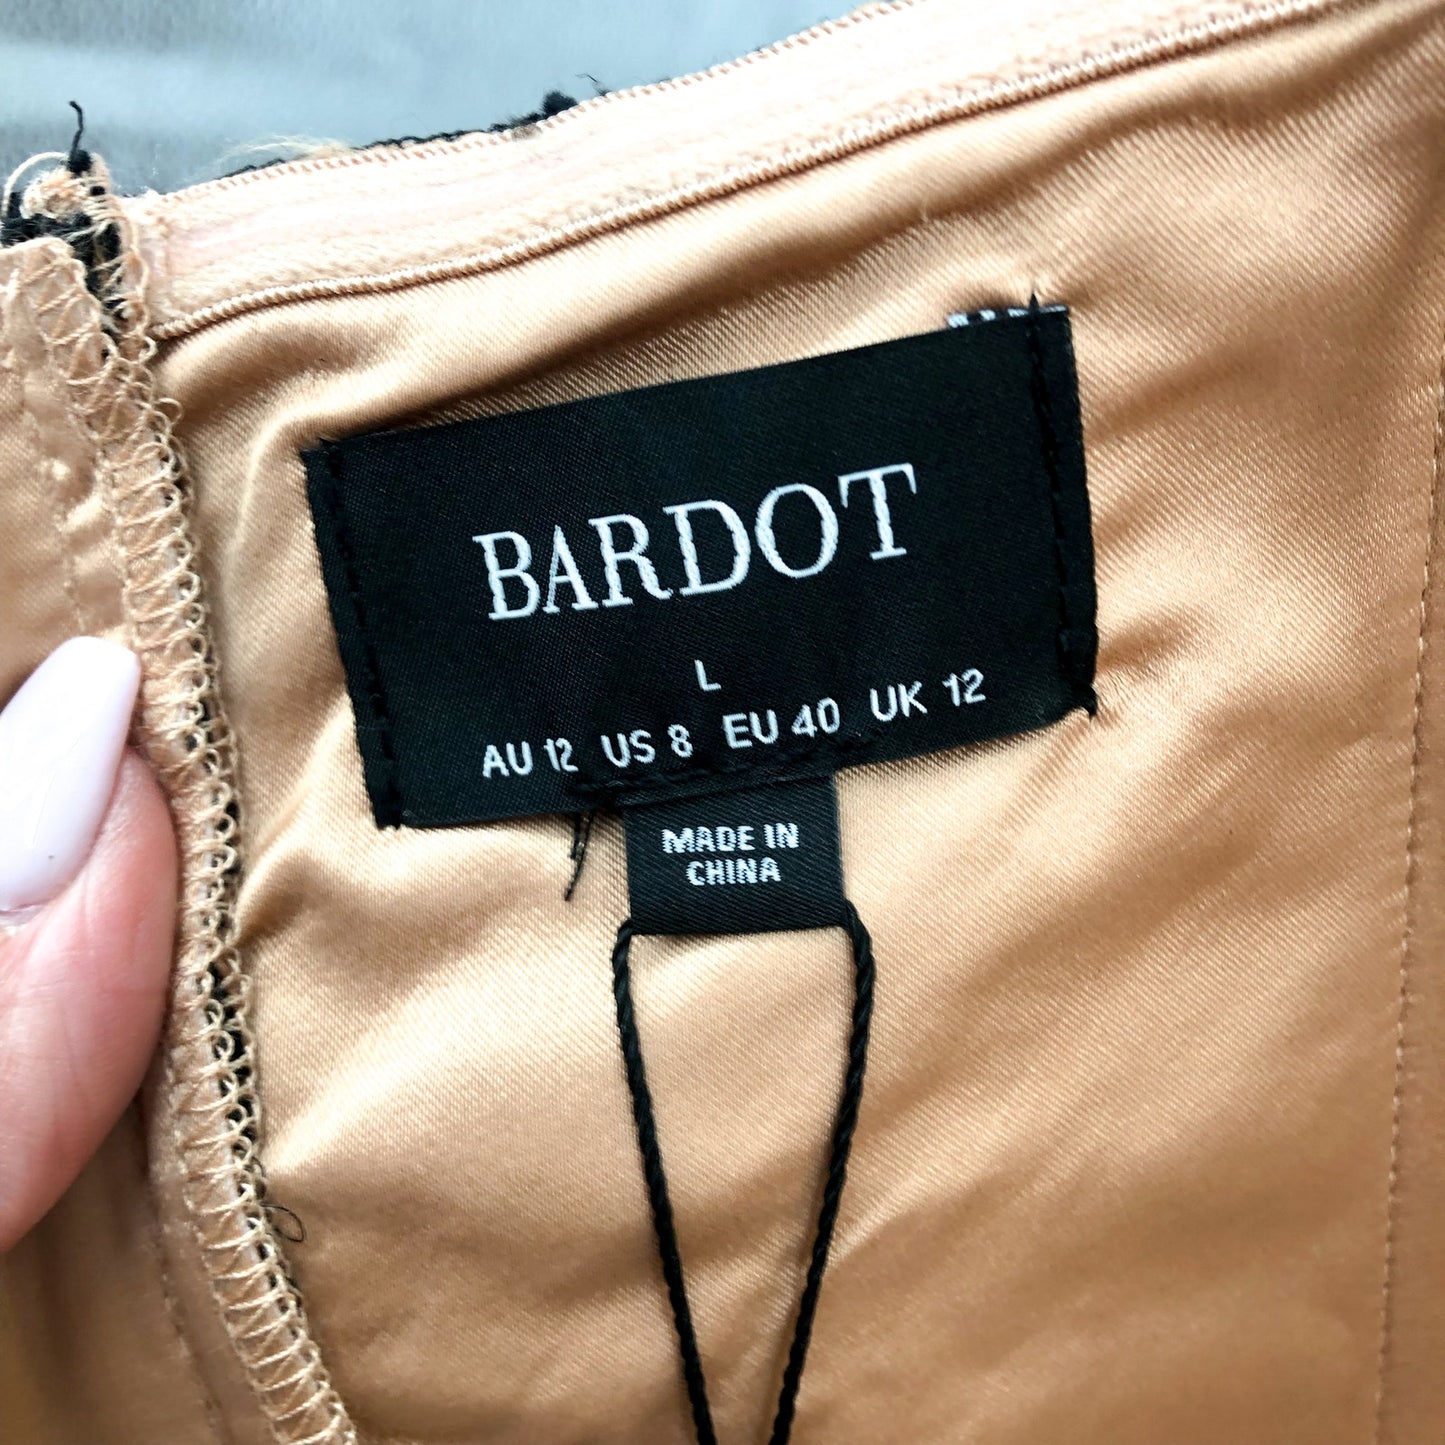 BARDOT
L
AU 12 US 8 EU 40 UK 12
MADE IN
CHINA